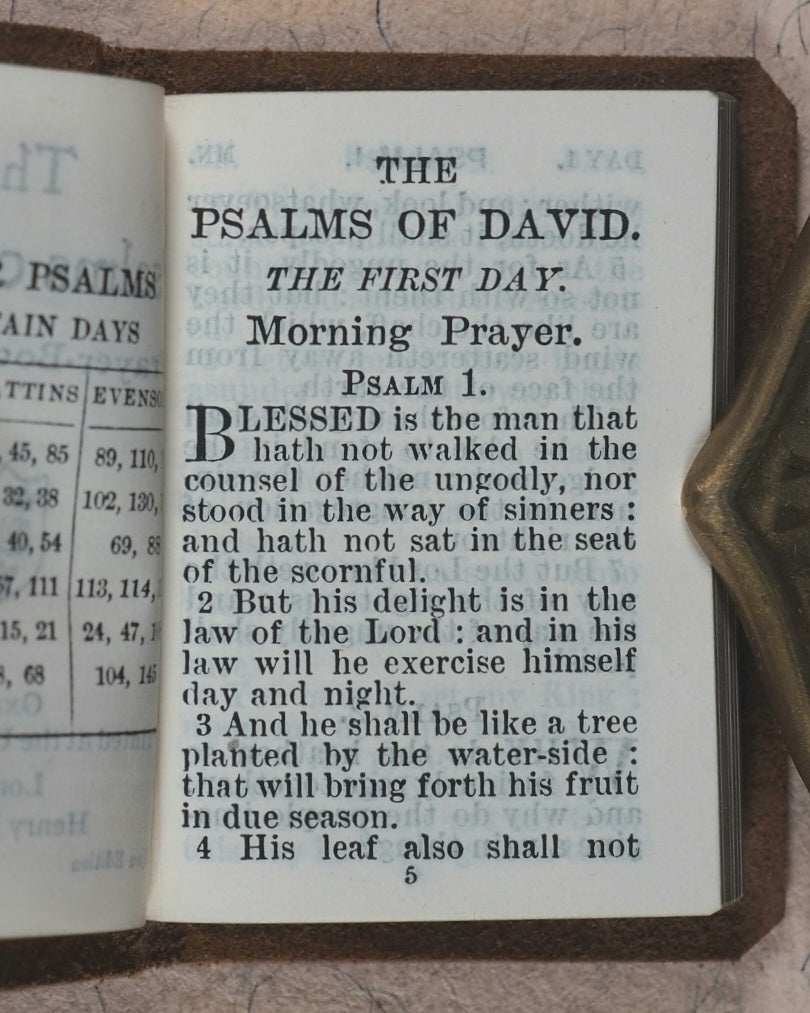 PSALMS
AIN DAYS
TTINS EVENSO
45, 85 89, 110,
32, 38 102, 130,
40, 54 69, 88
57, 111 113, 114,
15, 21 24, 47,
68 104, 145
THE
PSALMS OF DAVID.
THE FIRST DAY.
Morning Prayer.
PSALM 1.
BLESSED is the man that
hath not walked in the
counsel of the ungodly, nor
stood in the way of sinners :
and hath not sat in the seat
of the scornful.
2 But his delight is in the
law of the Lord : and in his
law will he exercise himself
day and night.
3 And he shall be like a tree
planted by the water-side :
that will bring forth his fruit
in due season.
4 His leaf also shall not
5